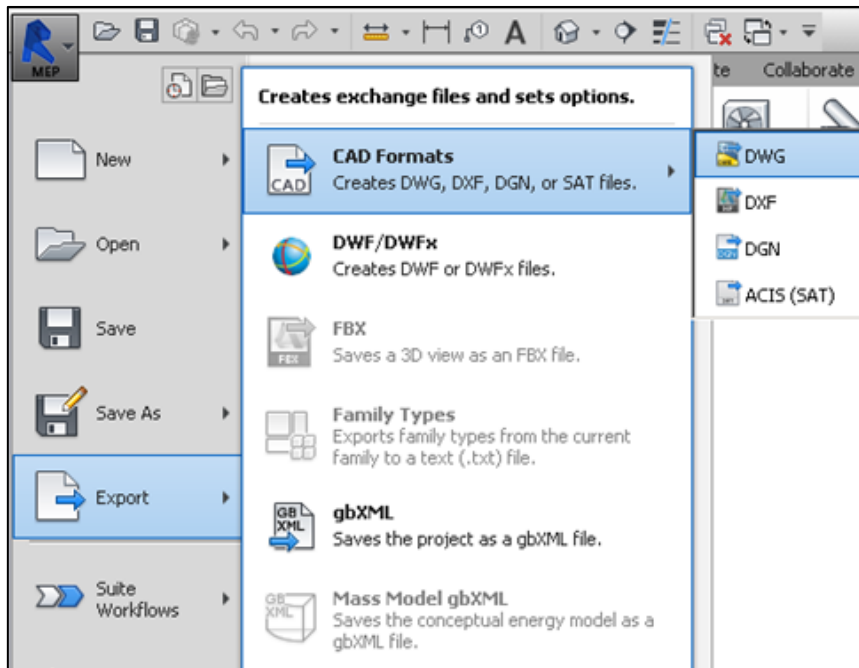 MEP
te Collaborate
Creates exchange files and sets options.
New
CAD
CAD Formats
Creates DWG, DXF, DGN, or SAT files.
DWG
DXF
DGN
ACIS (SAT)
Open
DWF/DWFx
Creates DWF or DWFx files.
Save
FBX
FBX
Saves a 3D view as an FBX file.
Save As
Family Types
Exports family types from the current
family to a text (.txt) file.
Export
GB
XML
gbXML
Saves the project as a gbXML file.
Suite
Workflows
GB
XML
Mass Model gbXML
Saves the conceptual energy model as a
gbXML file.